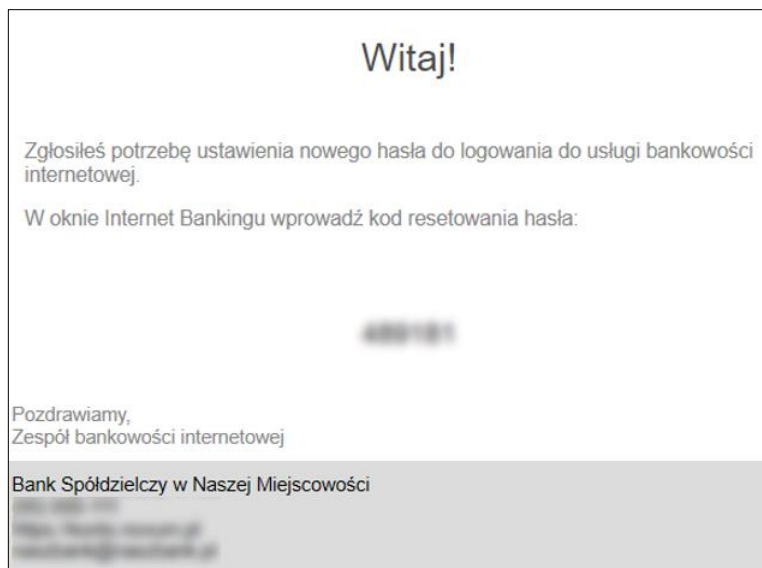 Witaj!
Zgłosiłeś potrzebę ustawienia nowego hasła do logowania do usługi bankowości
internetowej.
W oknie Internet Bankingu wprowadź kod resetowania hasła:
Pozdrawiamy,
Zespół bankowości internetowej
Bank Spółdzielczy w Naszej Miejscowości